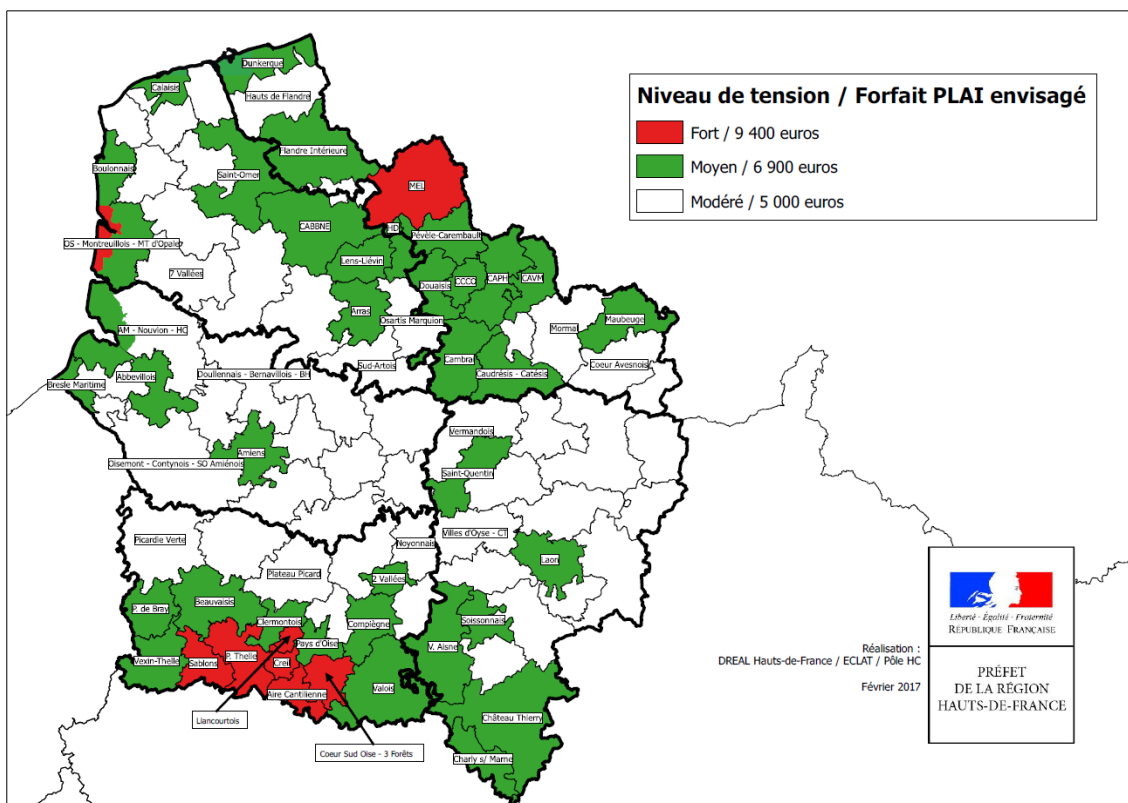 Niveau de tension / Forfait PLAI envisagé
Fort / 9 400 euros
Moyen / 6 900 euros
Modéré / 5 000 euros
Dunkerque
Calaisis
Hauts de Flandre
Flandre Intérieure
Boulonnais
Saint-Omer
MEL
CABBNE
HD
Pévèle-Carembault
DS - Montreuillois - MT d'Opale
Lens-Liévin
7 Vallées
Douaisis
CCCO
CAPH
CAVM
Arras
Osartis Marquion
AM - Nouvion - HC
Mormal
Maubeuge
Cambrai
Sud-Artois
Coeur Avesnois
Caudrésis - Catésis
Doullennais - Bernavillois - BH
Abbevillois
Bresle Maritime
Vermandois
Amiens
Oisemont - Contynois - SO Amiénois
Saint-Quentin
Villes d'Oyse - CT
Picardie Verte
Noyonnais
Laon
Plateau Picard
2 Vallées
P. de Bray
Beauvaisis
Clermontois
Compiègne
Soissonnais
Pays d'Oise
V. Aisne
Vexin-Thelle
Sablons
P. Thelle
Creil
Aire Cantilienne
Valois
Liancourtois
Château Thierry
Coeur Sud Oise - 3 Forêts
Charly s/ Marne
Réalisation :
DREAL Hauts-de-France / ECLAT / Pôle HC
Février 2017
Liberté • Égalité • Fraternité
RÉPUBLIQUE FRANÇAISE
PRÉFET
DE LA RÉGION
HAUTS-DE-FRANCE